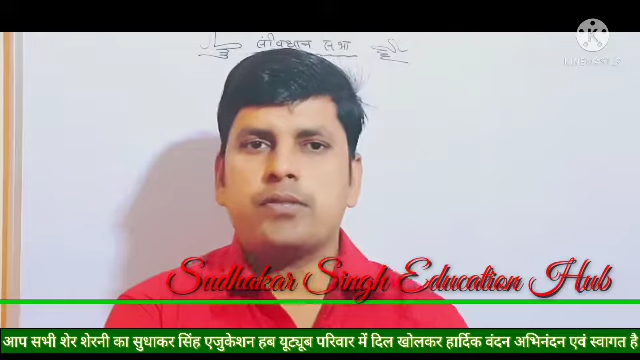 संविधान सभा
KINEMASTER
Sudhakar Singh Education Hub
आप सभी शेर शेरनी का सुधाकर सिंह एजुकेशन हब यूट्यूब परिवार में दिल खोलकर हार्दिक वंदन अभिनंदन एवं स्वागत है